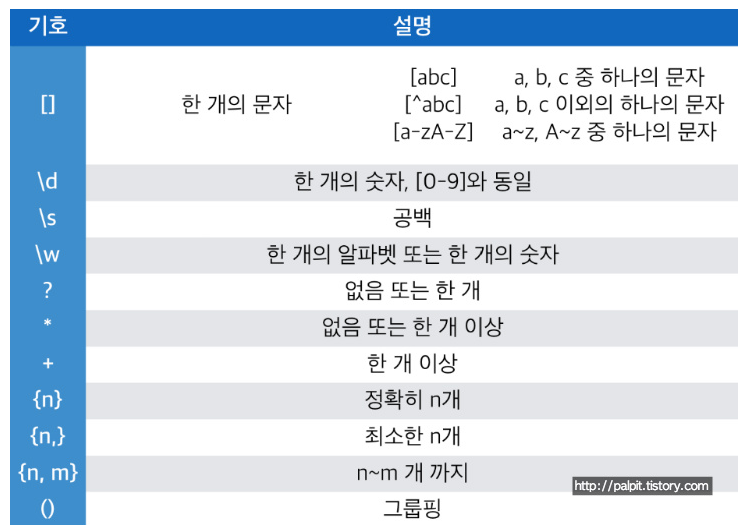 기호 설명
[] 한 개의 문자
[abc] a, b, c 중 하나의 문자
[^abc] a, b, c 이외의 하나의 문자
[a-zA-Z] a~z, A~z 중 하나의 문자
\d 한 개의 숫자, [0-9]와 동일
\s 공백
\w 한 개의 알파벳 또는 한 개의 숫자
? 없음 또는 한 개
* 없음 또는 한 개 이상
+ 한 개 이상
{n} 정확히 n개
{n,} 최소한 n개
{n, m} n~m 개 까지
http://palpit.tistory.com
() 그룹핑